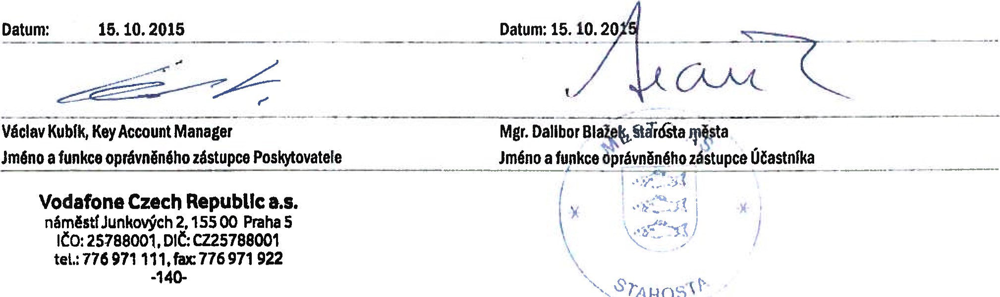 Datum: 15. 10. 2015
Datum: 15. 10. 2015
Václav Kubík, Key Account Manager
Mgr. Dalibor Blažek, starosta města
Jméno a funkce oprávněného zástupce Poskytovatele
Jméno a funkce oprávněného zástupce Účastníka
Vodafone Czech Republic a.s.
náměstí Junkových 2, 155 00 Praha 5
IČO: 25788001, DIČ: CZ25788001
tel.: 776 971 111, fax: 776 971 922
-140-
STAROSTA